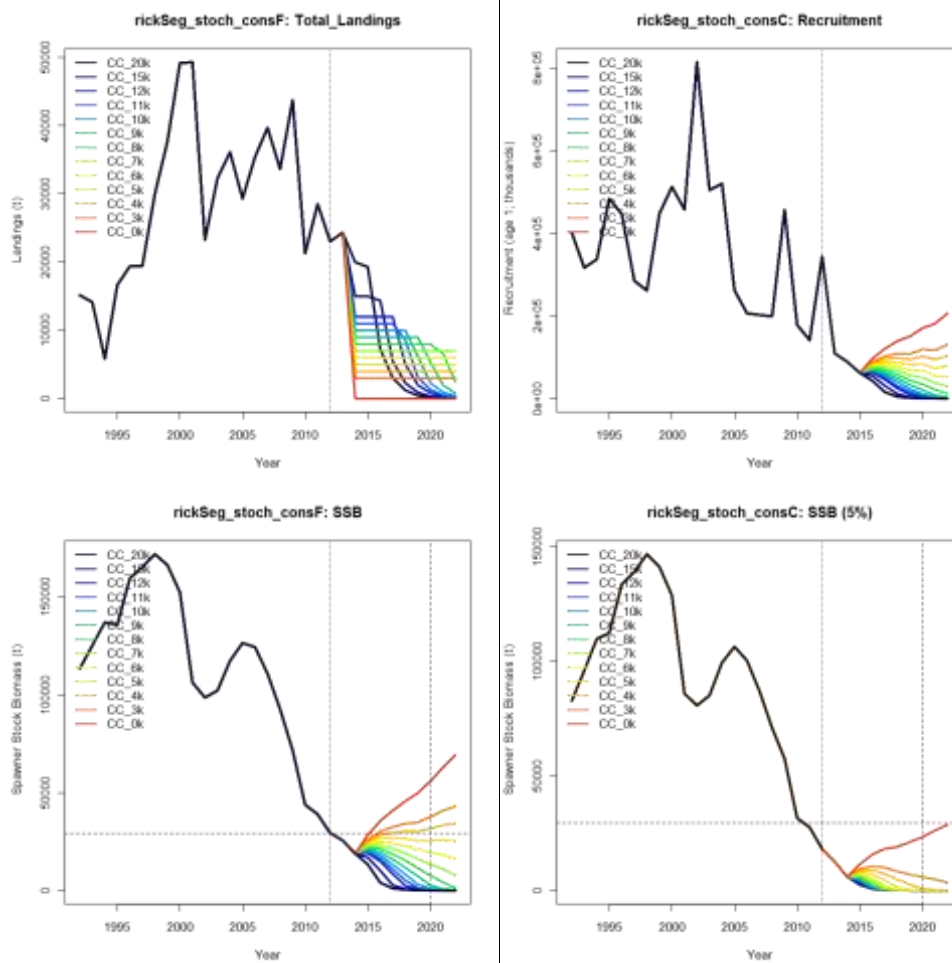 rickSeg_stoch_consF: Total_Landings
Landings (t)
50000
40000
30000
20000
10000
0
CC_20k
CC_15k
CC_12k
CC_11k
CC_10k
CC_9k
CC_8k
CC_7k
CC_6k
CC_5k
CC_4k
CC_3k
CC_0k
1995 2000 2005 2010 2015 2020
Year
rickSeg_stoch_consC: Recruitment
Recruitment (age 1; thousands)
8e+05
6e+05
4e+05
2e+05
0e+00
CC_20k
CC_15k
CC_12k
CC_11k
CC_10k
CC_9k
CC_8k
CC_7k
CC_6k
CC_5k
CC_4k
CC_3k
CC_0k
1995 2000 2005 2010 2015 2020
Year
rickSeg_stoch_consF: SSB
Spawner Stock Biomass (t)
150000
100000
50000
0
CC_20k
CC_15k
CC_12k
CC_11k
CC_10k
CC_9k
CC_8k
CC_7k
CC_6k
CC_5k
CC_4k
CC_3k
CC_0k
1995 2000 2005 2010 2015 2020
Year
rickSeg_stoch_consC: SSB (5%)
Spawner Stock Biomass (t)
150000
100000
50000
0
CC_20k
CC_15k
CC_12k
CC_11k
CC_10k
CC_9k
CC_8k
CC_7k
CC_6k
CC_5k
CC_4k
CC_3k
CC_0k
1995 2000 2005 2010 2015 2020
Year